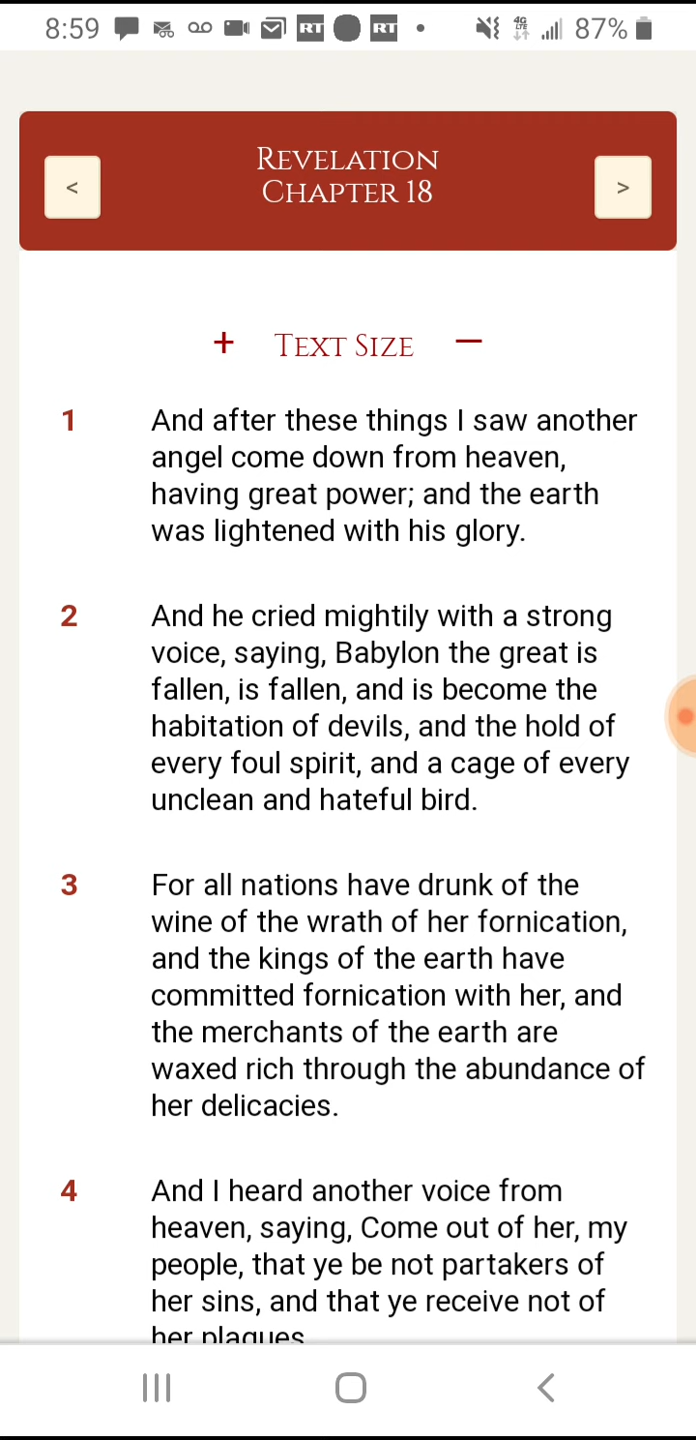 8:59 RT RT • 4G LTE 87%
REVELATION
CHAPTER 18
< >
+ TEXT SIZE −
1 And after these things I saw another
angel come down from heaven,
having great power; and the earth
was lightened with his glory.
2 And he cried mightily with a strong
voice, saying, Babylon the great is
fallen, is fallen, and is become the
habitation of devils, and the hold of
every foul spirit, and a cage of every
unclean and hateful bird.
3 For all nations have drunk of the
wine of the wrath of her fornication,
and the kings of the earth have
committed fornication with her, and
the merchants of the earth are
waxed rich through the abundance of
her delicacies.
4 And I heard another voice from
heaven, saying, Come out of her, my
people, that ye be not partakers of
her sins, and that ye receive not of
her plagues